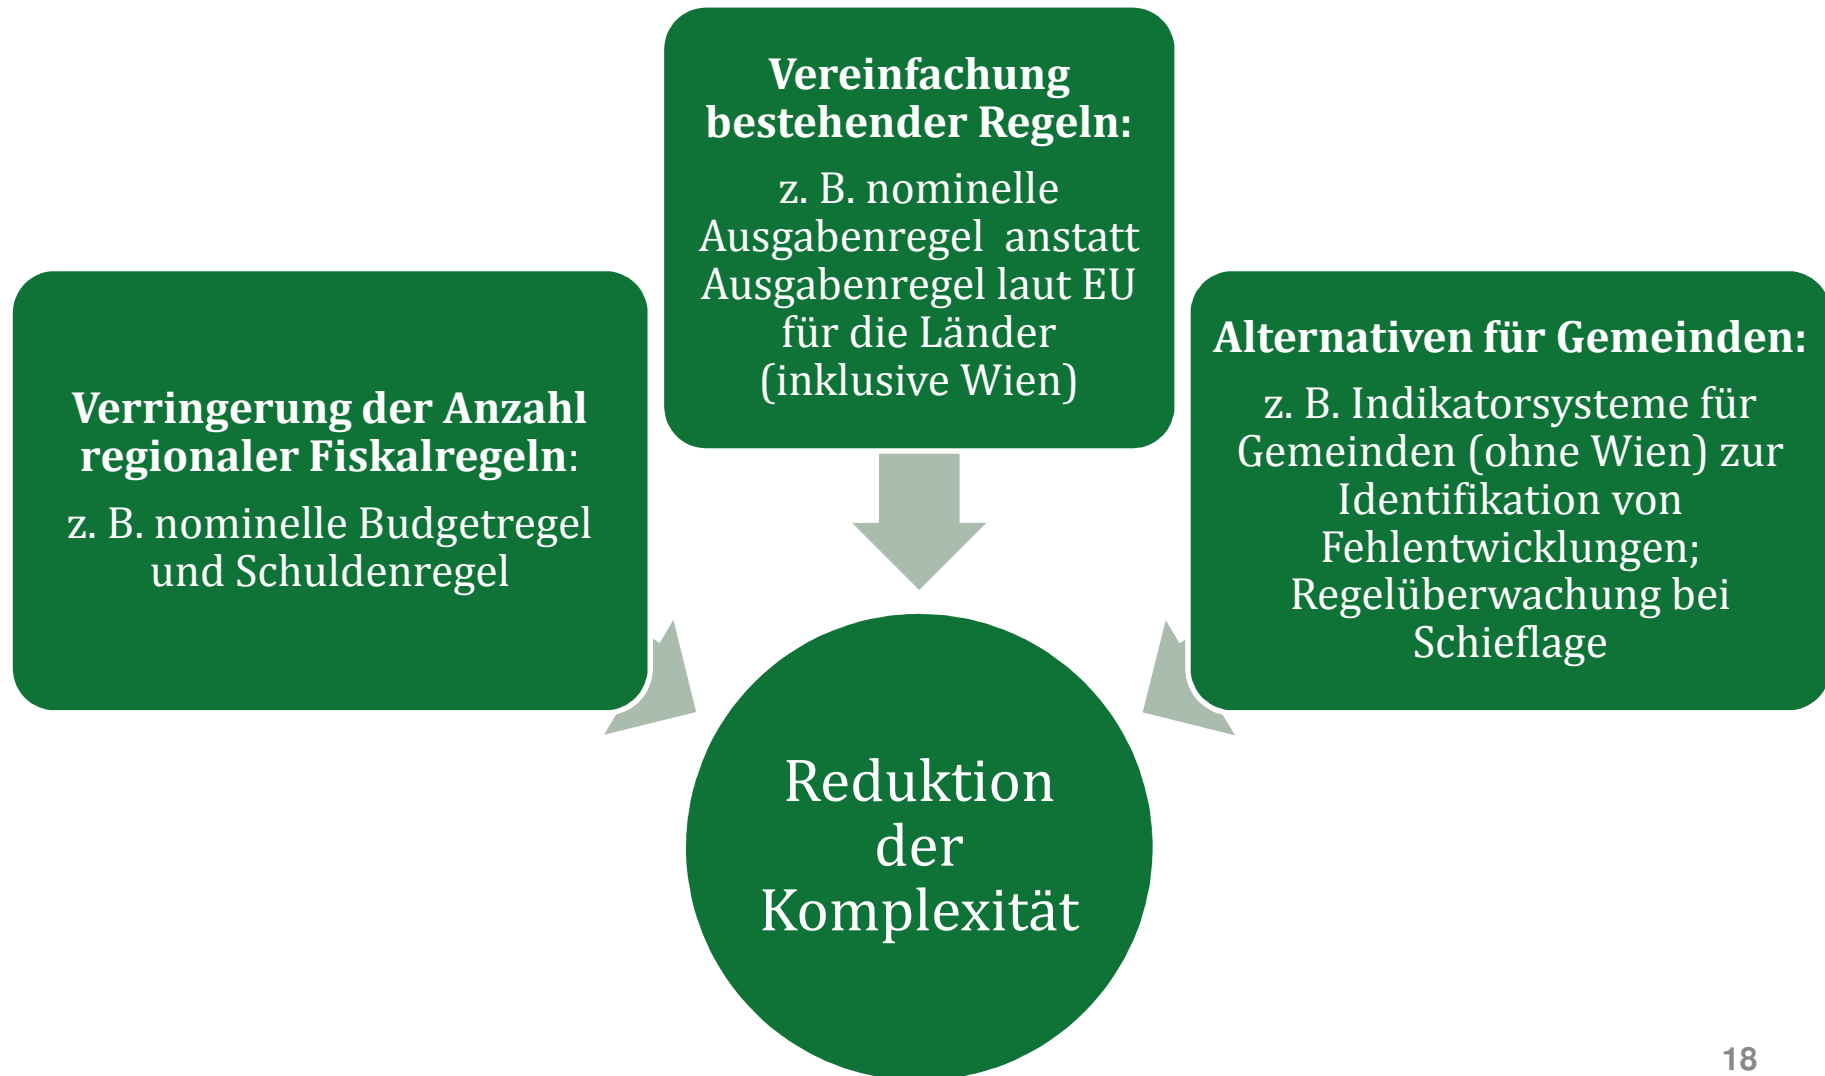 Vereinfachung
bestehender Regeln:
z. B. nominelle
Ausgabenregel anstatt
Ausgabenregel laut EU
für die Länder
(inklusive Wien)
Verringerung der Anzahl
regionaler Fiskalregeln:
z. B. nominelle Budgetregel
und Schuldenregel
Alternativen für Gemeinden:
z. B. Indikatorsysteme für
Gemeinden (ohne Wien) zur
Identifikation von
Fehlentwicklungen;
Regelüberwachung bei
Schieflage
Reduktion
der
Komplexität
18